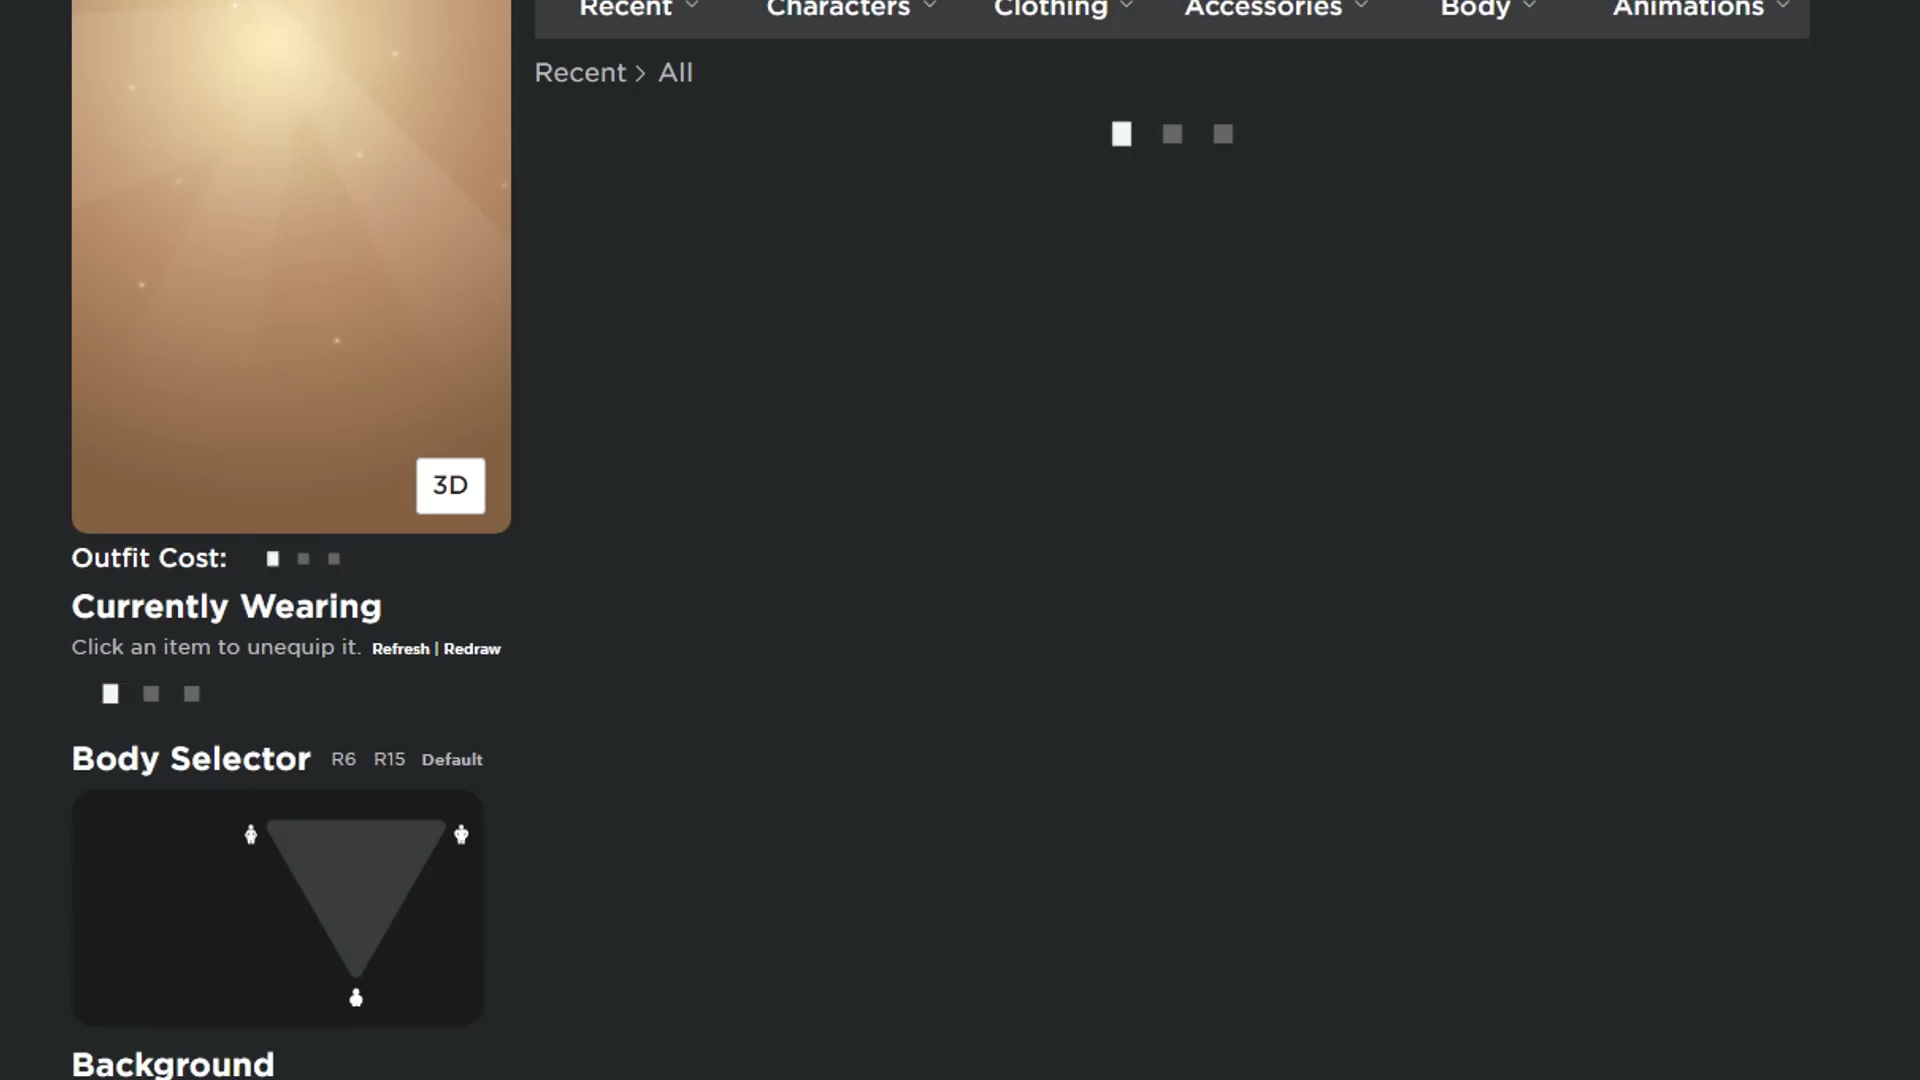 Recent Characters Clothing Accessories Body Animations
Recent > All
3D
Outfit Cost:
Currently Wearing
Click an item to unequip it. Refresh | Redraw
Body Selector R6 R15 Default
Background